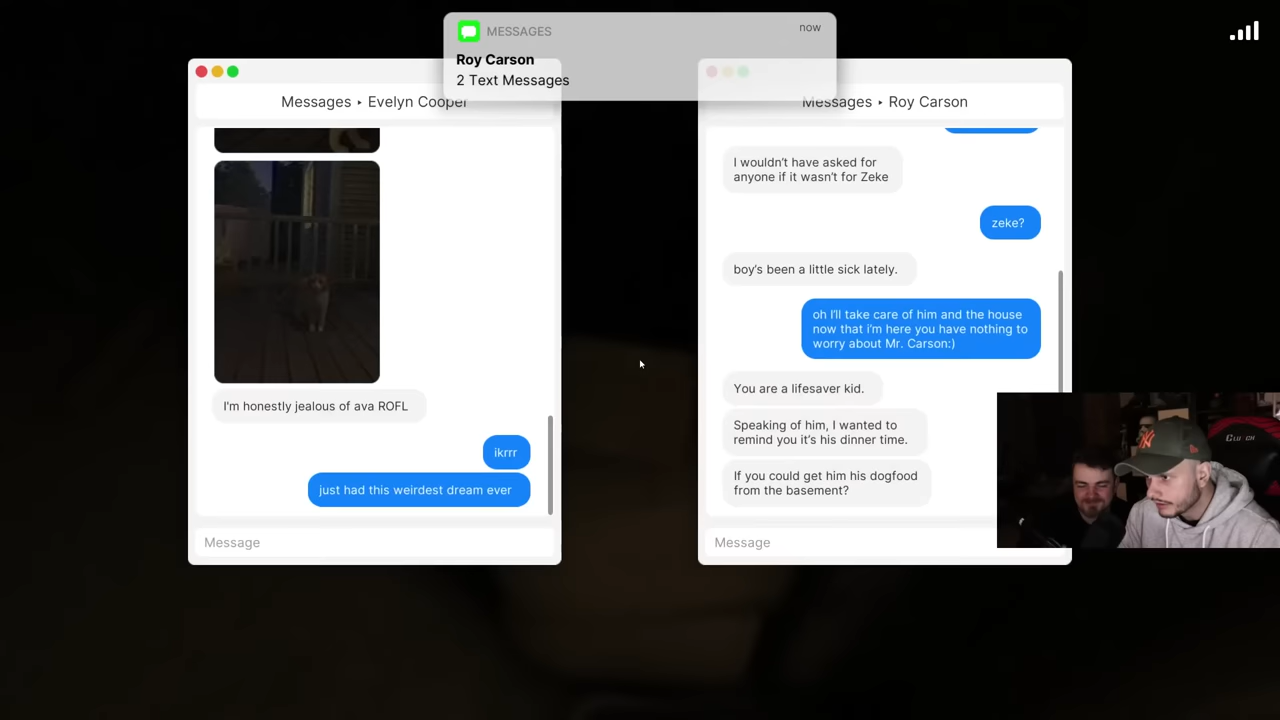 MESSAGES
now
Roy Carson
2 Text Messages
Messages ▸ Evelyn Cooper
I'm honestly jealous of ava ROFL
ikrrr
just had this weirdest dream ever
Message
Messages ▸ Roy Carson
I wouldn't have asked for
anyone if it wasn't for Zeke
zeke?
boy's been a little sick lately.
oh I'll take care of him and the house
now that i'm here you have nothing to
worry about Mr. Carson:)
You are a lifesaver kid.
Speaking of him, I wanted to
remind you it's his dinner time.
If you could get him his dogfood
from the basement?
Message